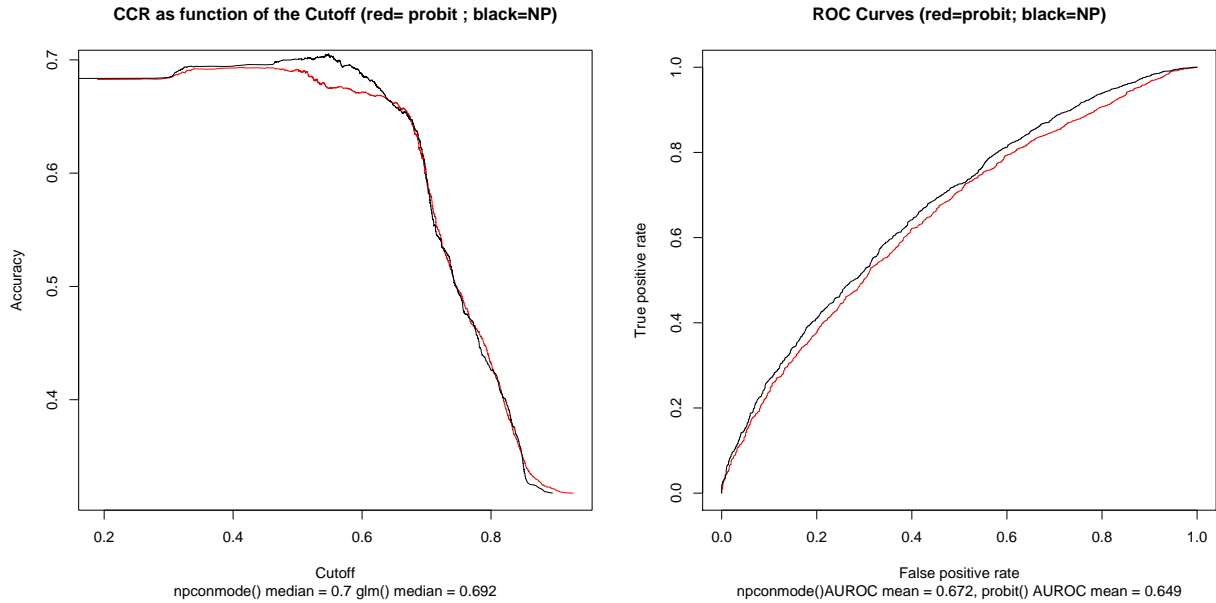 CCR as function of the Cutoff (red= probit ; black=NP)
0.7
0.6
0.5
0.4
Accuracy
0.2 0.4 0.6 0.8
Cutoff
npconmode() median = 0.7 glm() median = 0.692
ROC Curves (red=probit; black=NP)
1.0
0.8
0.6
0.4
0.2
0.0
True positive rate
0.0 0.2 0.4 0.6 0.8 1.0
False positive rate
npconmode()AUROC mean = 0.672, probit() AUROC mean = 0.649